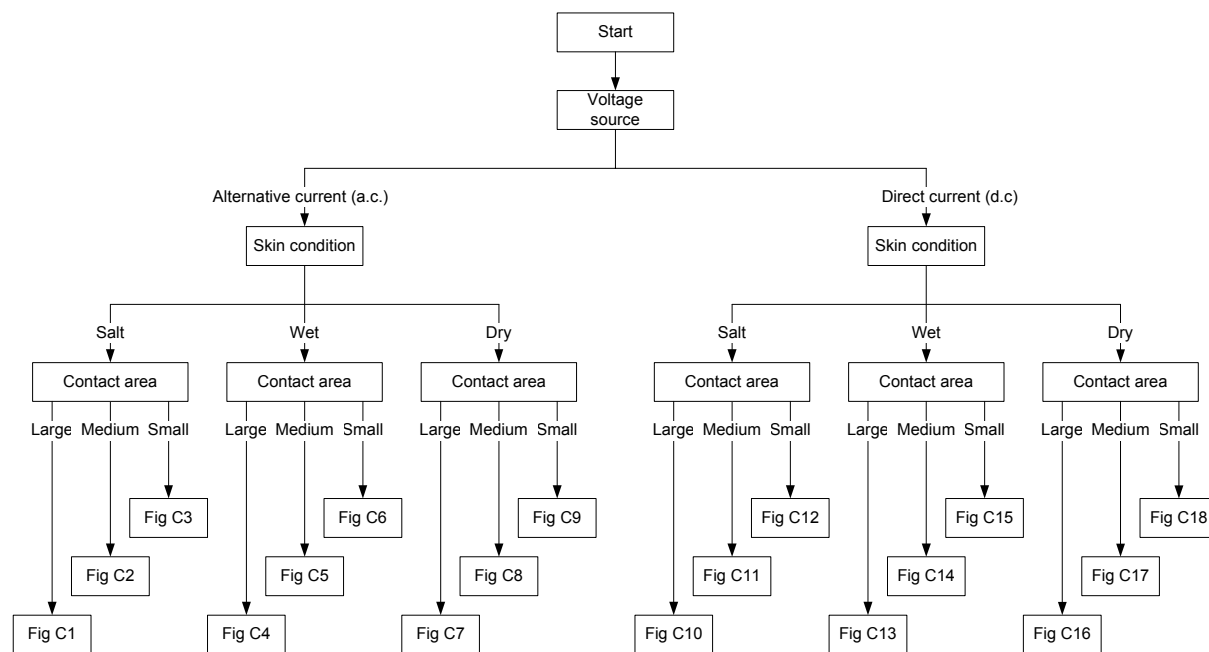 Start
Voltage
source
Alternative current (a.c.)
Direct current (d.c)
Skin condition
Skin condition
Salt
Wet
Dry
Salt
Wet
Dry
Contact area
Contact area
Contact area
Contact area
Contact area
Contact area
Large Medium Small
Large Medium Small
Large Medium Small
Large Medium Small
Large Medium Small
Large Medium Small
Fig C3
Fig C6
Fig C9
Fig C12
Fig C15
Fig C18
Fig C2
Fig C5
Fig C8
Fig C11
Fig C14
Fig C17
Fig C1
Fig C4
Fig C7
Fig C10
Fig C13
Fig C16